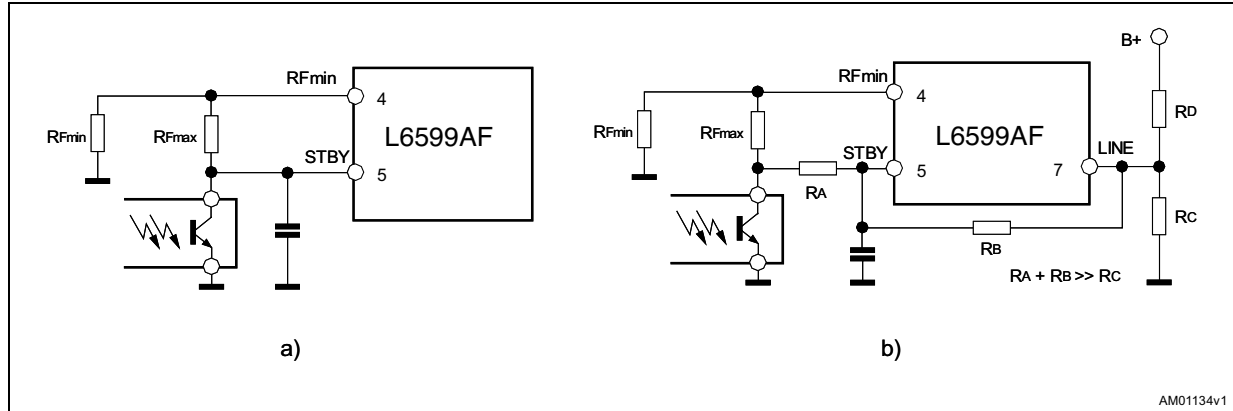 RFmin
4
RFmin
RFmax
L6599AF
STBY
5
a)
B+
RFmin
4
RD
RFmin
RFmax
L6599AF
LINE
STBY
5
7
RA
RC
RB
RA + RB >> RC
b)
AM01134v1